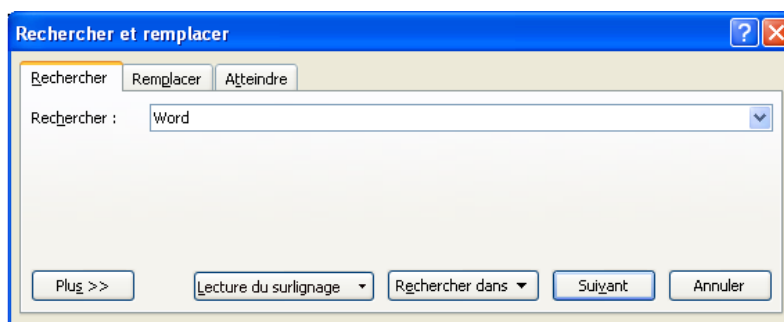 Rechercher et remplacer
Rechercher Remplacer Atteindre
Rechercher : Word
Plus >> Lecture du surlignage Rechercher dans Suivant Annuler